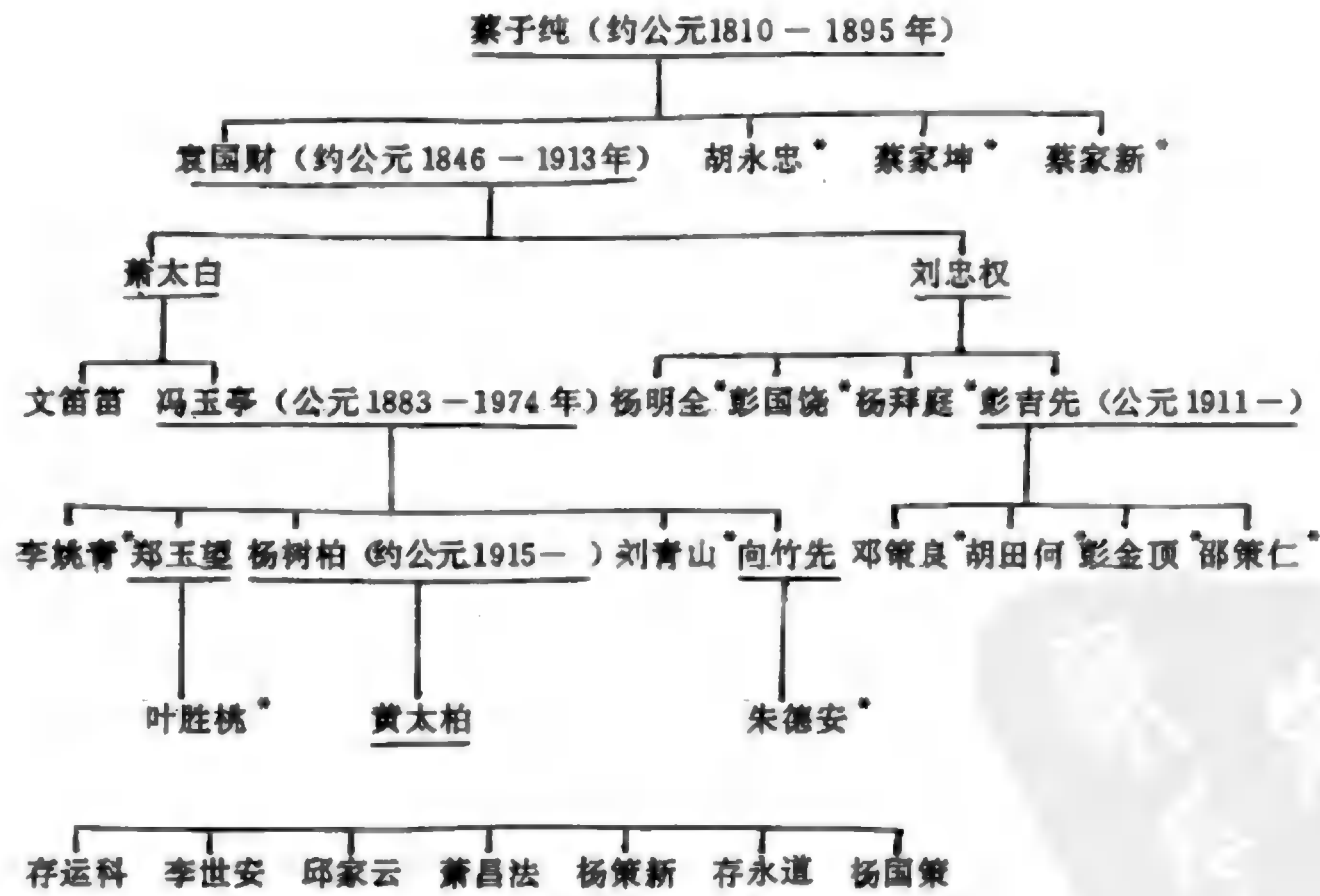 蔡于纯（约公元1810－1895年）
袁国财（约公元1846－1913年） 胡永忠* 蔡家坤* 蔡家新*
萧太白 刘忠权
文笛笛 冯玉亭（公元1883－1974年） 杨明全* 彭国饶* 杨拜庭* 彭吉先（公元1911－）
李姚青* 郑玉望 杨树柏（约公元1915－ ） 刘青山* 向竹先 邓策良* 胡田何* 彭金顶* 邵策仁*
叶胜桃* 黄太柏 朱德安*
存运科 李世安 邱家云 萧昌法 杨策新 存永道 杨国策